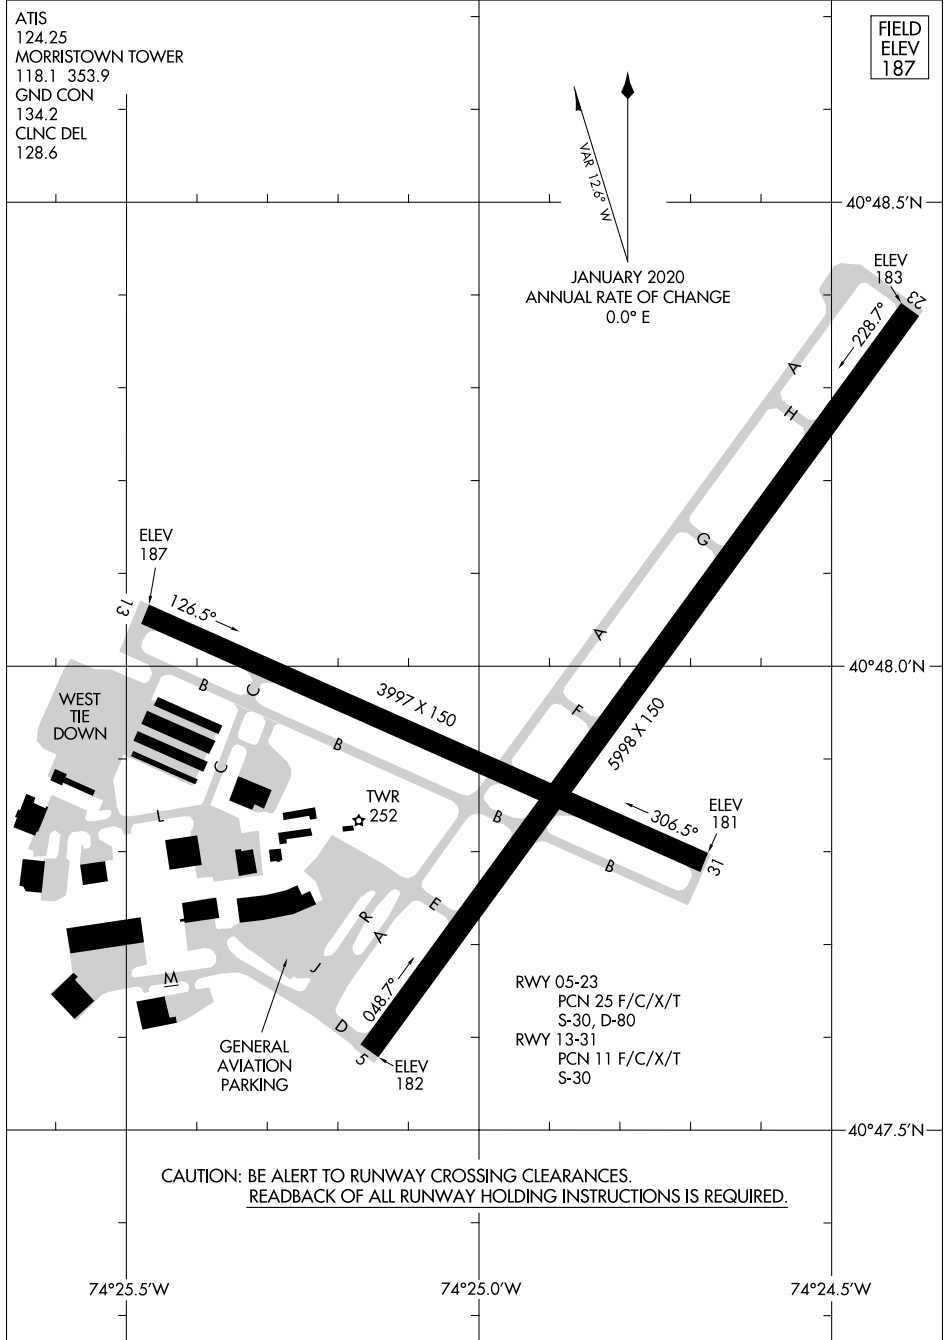 ATIS
124.25
MORRISTOWN TOWER
118.1 353.9
GND CON
134.2
CLNC DEL
128.6
FIELD
ELEV
187
VAR 12.6° W
JANUARY 2020
ANNUAL RATE OF CHANGE
0.0° E
40°48.5'N
ELEV
183
23
228.7°
A
H
G
A
ELEV
187
13
126.5°
40°48.0'N
WEST
TIE
DOWN
B
C
3997 X 150
F
5998 X 150
B
C
L
TWR
252
B
306.5°
ELEV
181
B
31
E
R
A
J
M
048.7°
D
5
ELEV
182
GENERAL
AVIATION
PARKING
RWY 05-23
PCN 25 F/C/X/T
S-30, D-80
RWY 13-31
PCN 11 F/C/X/T
S-30
40°47.5'N
CAUTION: BE ALERT TO RUNWAY CROSSING CLEARANCES.
READBACK OF ALL RUNWAY HOLDING INSTRUCTIONS IS REQUIRED.
74°25.5'W
74°25.0'W
74°24.5'W